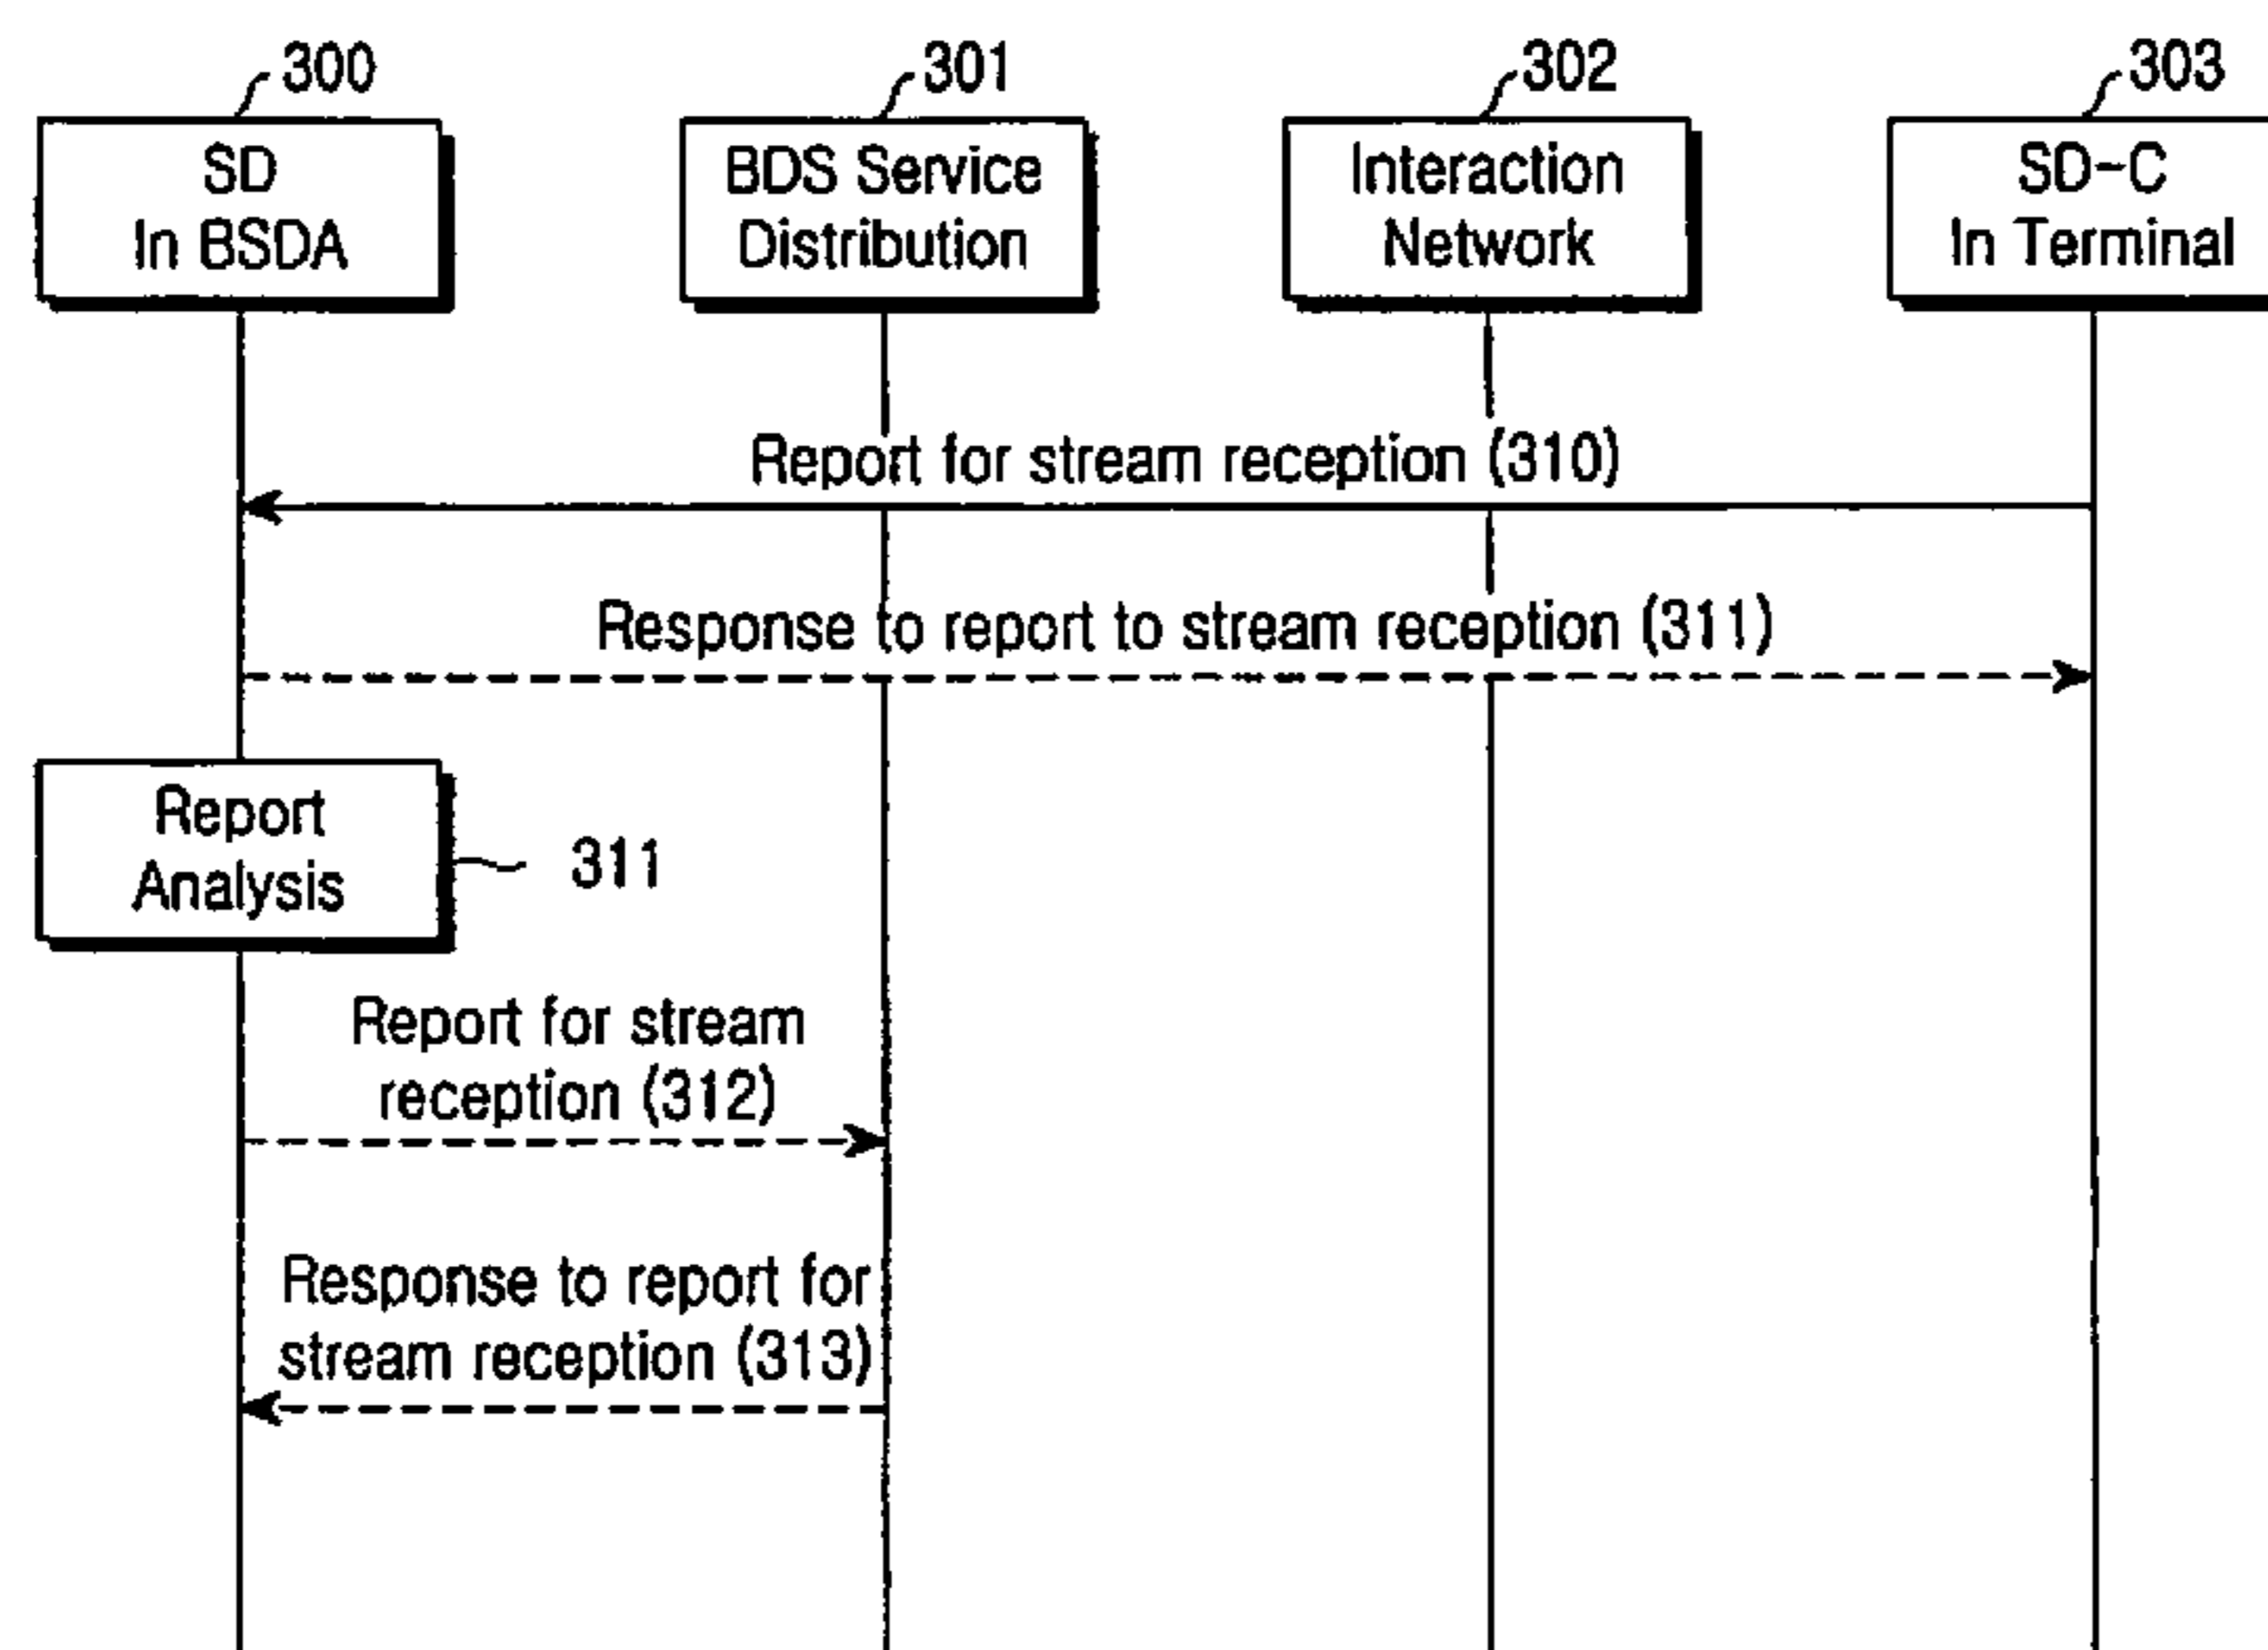 300
301
302
303
SD
In BSDA
BDS Service
Distribution
Interaction
Network
SD-C
In Terminal
Report for stream reception (310)
Response to report to stream reception (311)
Report
Analysis
311
Report for stream
reception (312)
Response to report for
stream reception (313)